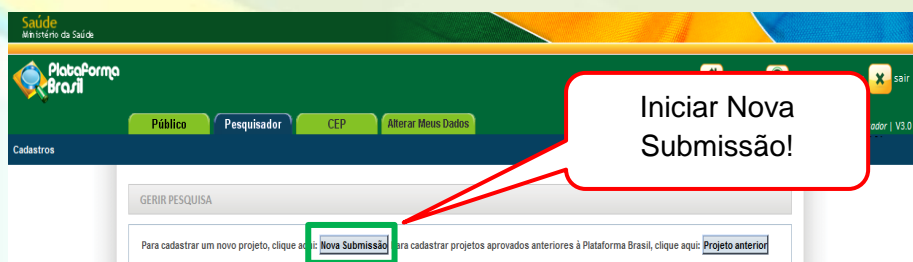 Saúde
Ministério da Saúde
Plataforma
Brasil
sair
Público Pesquisador CEP Alterar Meus Dados
ador | V3.0
Cadastros
Iniciar Nova
Submissão!
GERIR PESQUISA
Para cadastrar um novo projeto, clique aqui: Nova Submissão ara cadastrar projetos aprovados anteriores à Plataforma Brasil, clique aqui: Projeto anterior